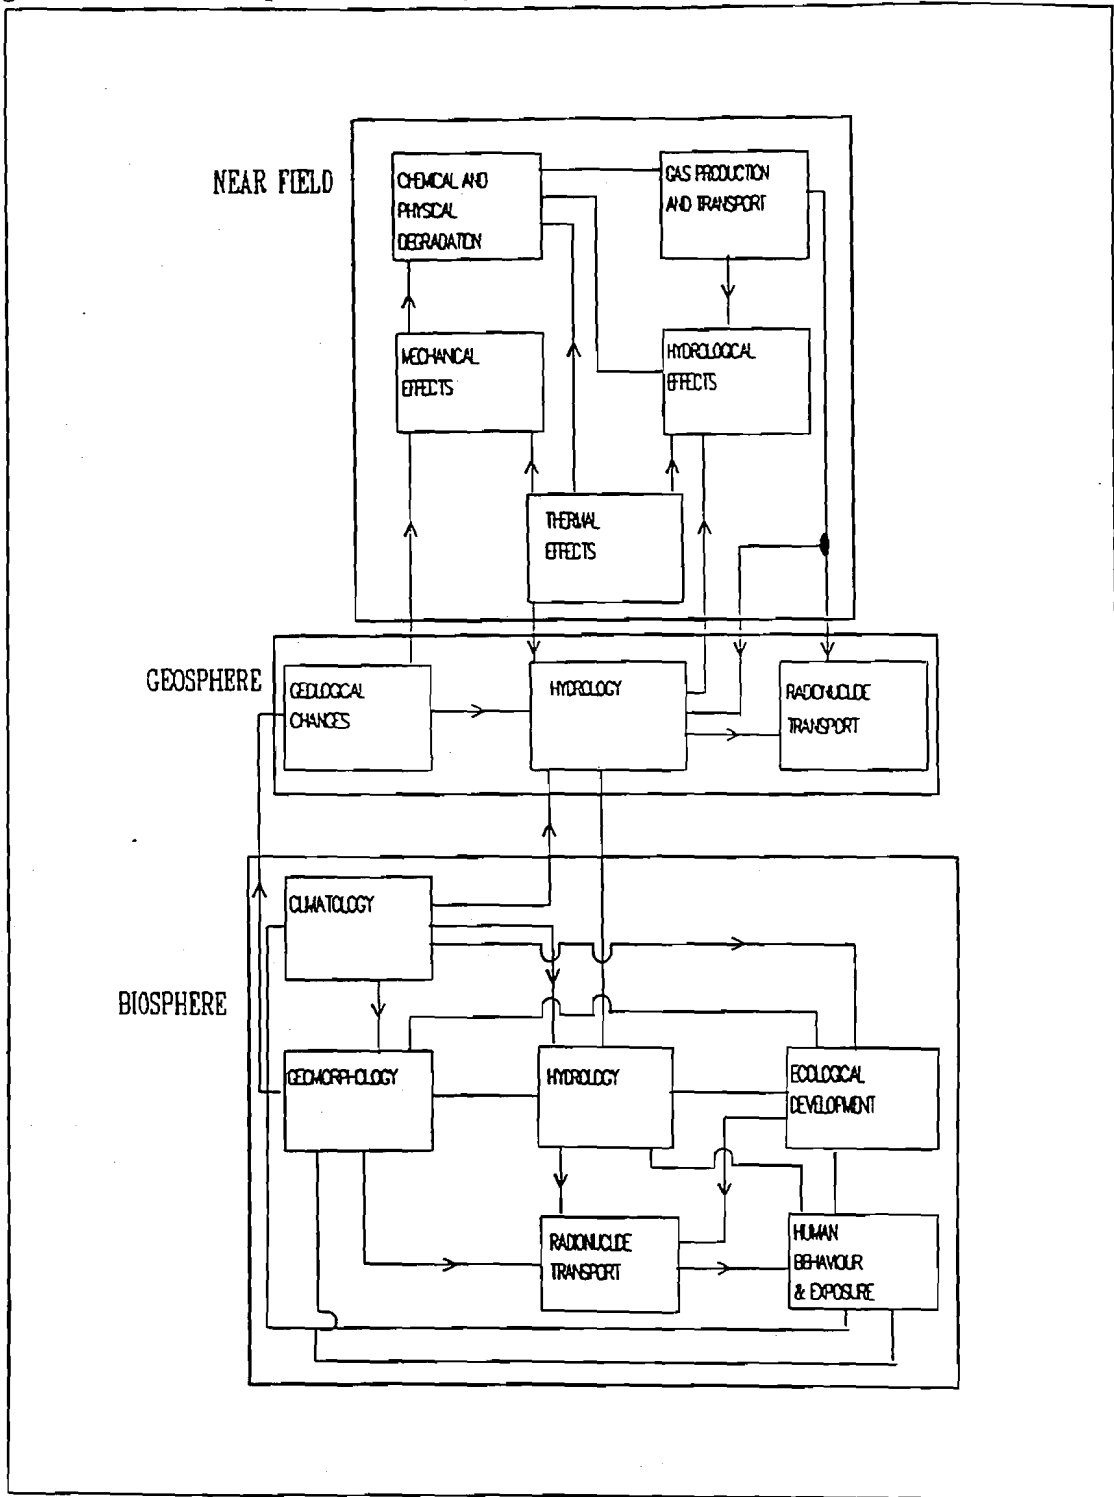 NEAR FIELD
CHEMICAL AND
PHYSICAL
DEGRADATION
GAS PRODUCTION
AND TRANSPORT
MECHANICAL
EFFECTS
HYDROLOGICAL
EFFECTS
THERMAL
EFFECTS
GEOSPHERE
GEOLOGICAL
CHANGES
HYDROLOGY
RADIONUCLIDE
TRANSPORT
BIOSPHERE
CLIMATOLOGY
GEOMORPHOLOGY
HYDROLOGY
ECOLOGICAL
DEVELOPMENT
RADIONUCLIDE
TRANSPORT
HUMAN
BEHAVIOUR
& EXPOSURE